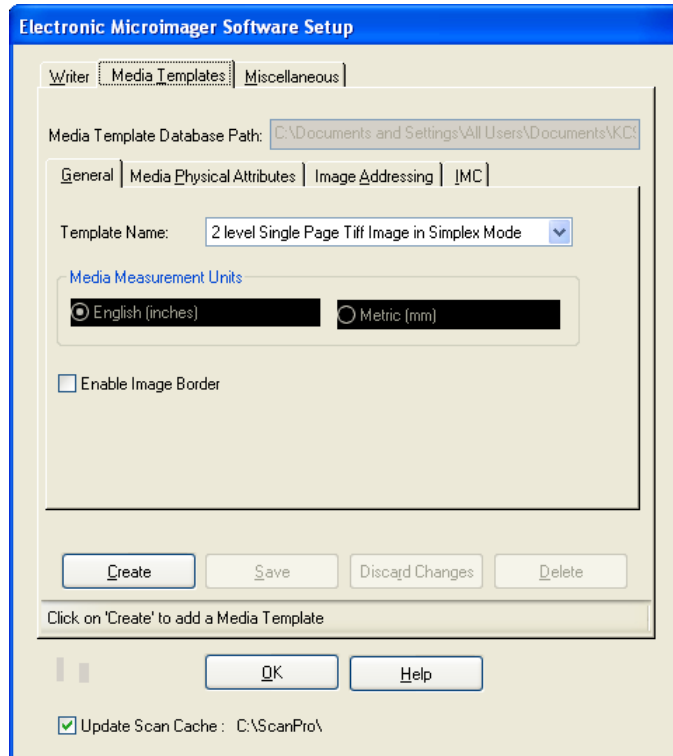 Electronic Microimager Software Setup
Writer Media Templates Miscellaneous
Media Template Database Path: C:\Documents and Settings\All Users\Documents\KCS
General Media Physical Attributes Image Addressing IMC
Template Name: 2 level Single Page Tiff Image in Simplex Mode
Media Measurement Units
English (inches) Metric (mm)
Enable Image Border
Create Save Discard Changes Delete
Click on 'Create' to add a Media Template
OK Help
Update Scan Cache : C:\ScanPro\